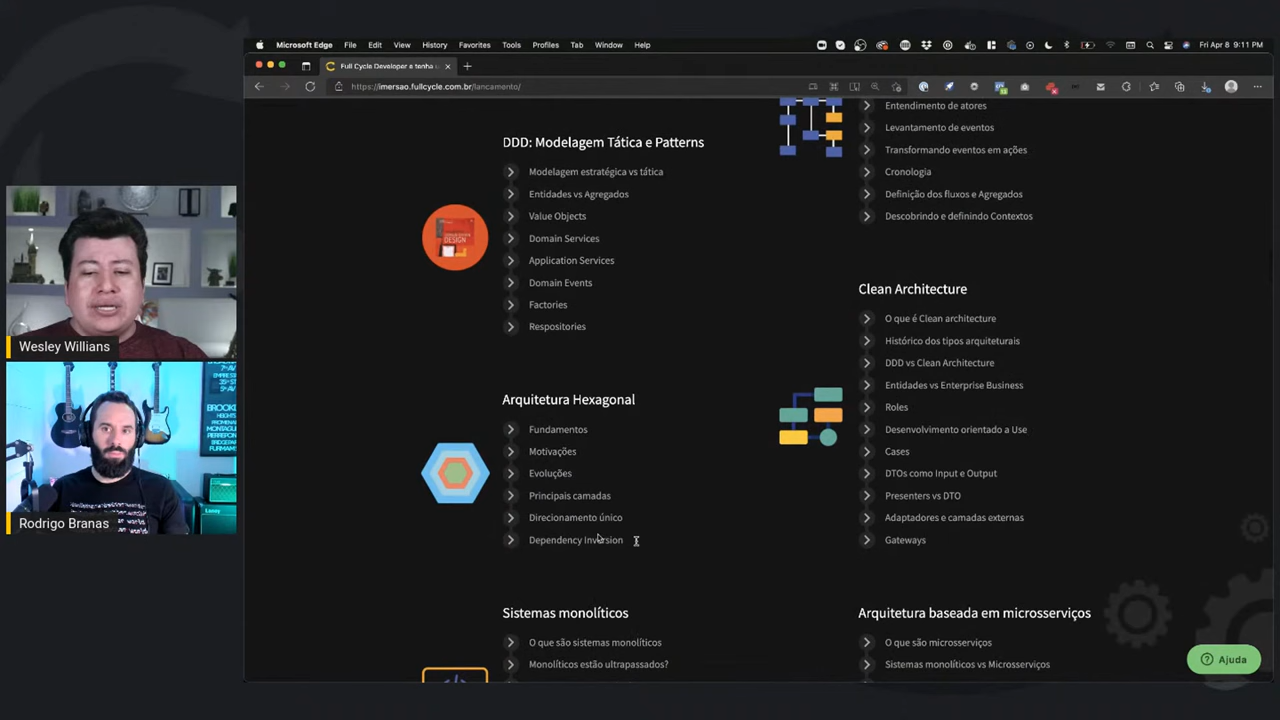 Microsoft Edge File Edit View History Favorites Tools Profiles Tab Window Help
Fri Apr 8 9:11 PM
Full Cycle Developer e tenha
https://imersao.fullcycle.com.br/lancamento/
DDD: Modelagem Tática e Patterns
Modelagem estratégica vs tática
Entidades vs Agregados
Value Objects
Domain Services
Application Services
Domain Events
Factories
Respositories
Entendimento de atores
Levantamento de eventos
Transformando eventos em ações
Cronologia
Definição dos fluxos e Agregados
Descobrindo e definindo Contextos
Arquitetura Hexagonal
Fundamentos
Motivações
Evoluções
Principais camadas
Direcionamento único
Dependency Inversion
Clean Architecture
O que é Clean architecture
Histórico dos tipos arquiteturais
DDD vs Clean Architecture
Entidades vs Enterprise Business
Roles
Desenvolvimento orientado a Use
Cases
DTOs como Input e Output
Presenters vs DTO
Adaptadores e camadas externas
Gateways
Sistemas monolíticos
O que são sistemas monolíticos
Monolíticos estão ultrapassados?
Arquitetura baseada em microsserviços
O que são microsserviços
Sistemas monolíticos vs Microsserviços
Ajuda
Wesley Willians
Rodrigo Branas
DESIGN
BROOKL
HEIGHTS